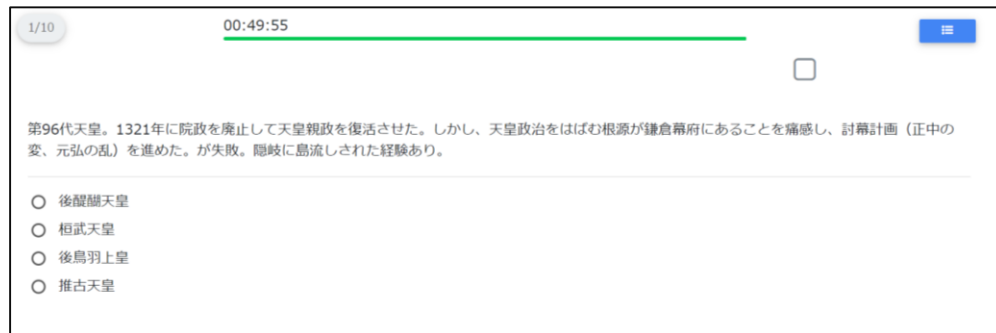 1/10
00:49:55
第96代天皇。1321年に院政を廃止して天皇親政を復活させた。しかし、天皇政治をはばむ根源が鎌倉幕府にあることを痛感し、討幕計画（正中の
変、元弘の乱）を進めた。が失敗。隠岐に島流しされた経験あり。
後醍醐天皇
桓武天皇
後鳥羽上皇
推古天皇